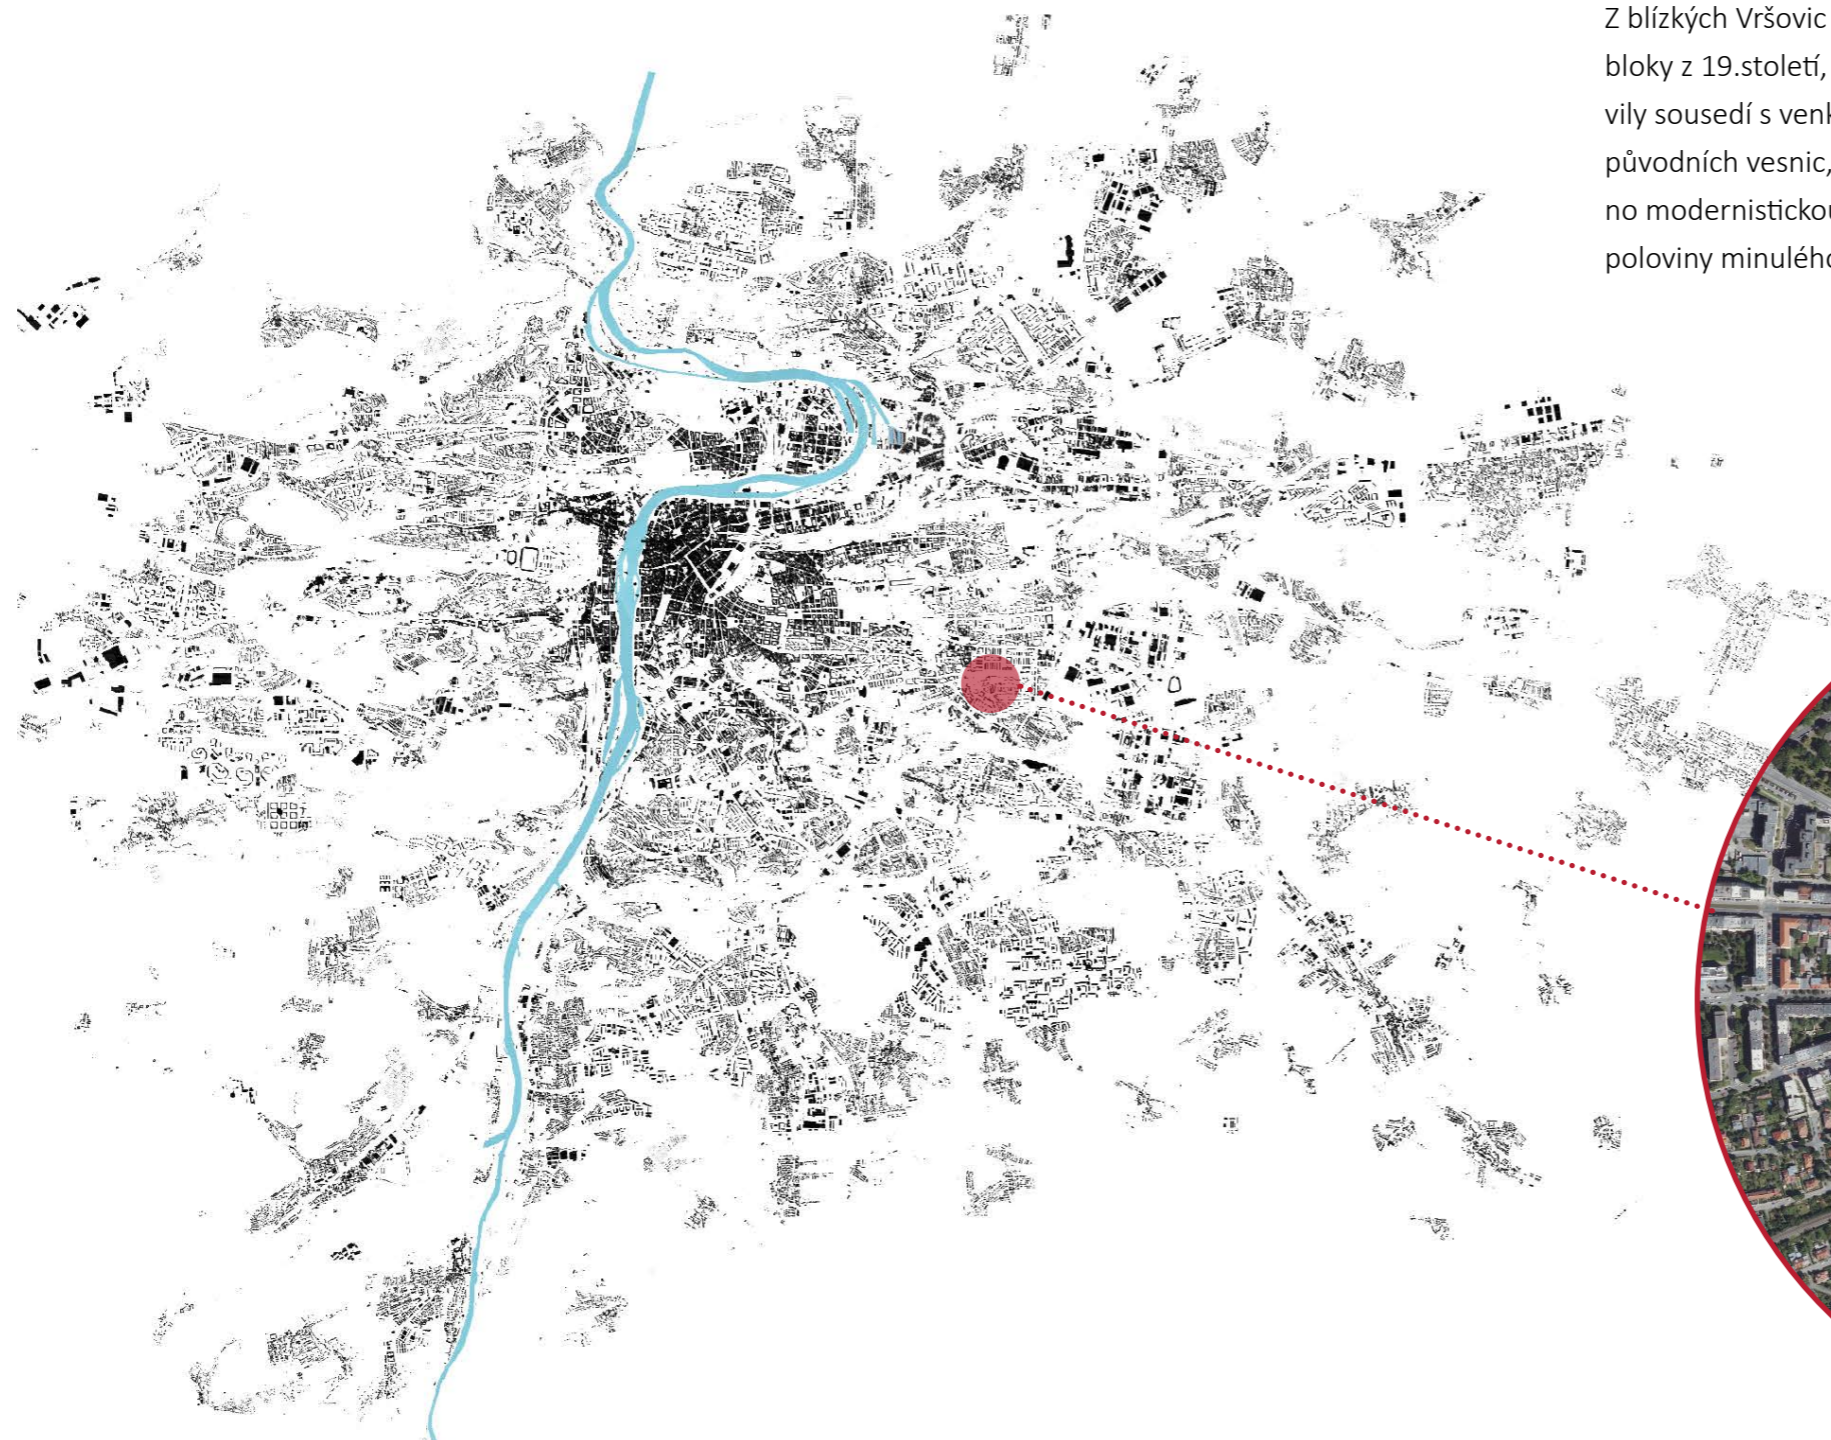 Z blízkých Vršovic
bloky z 19.století,
vily sousedí s venk
původních vesnic,
no modernistickou
poloviny minulého